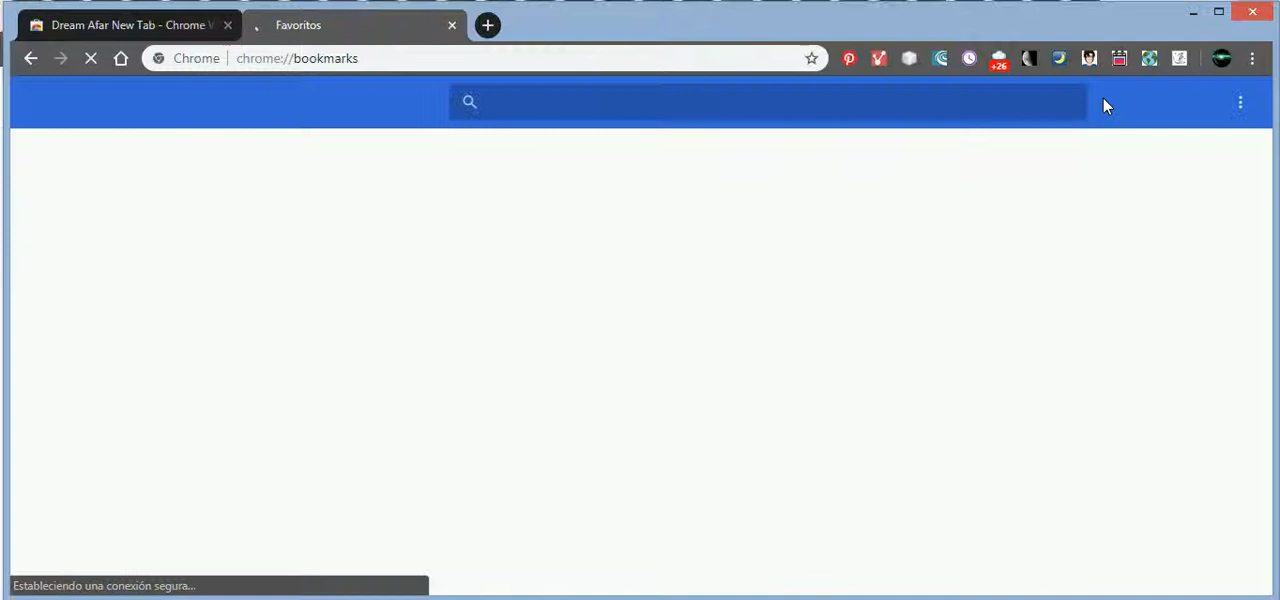 Dream Afar New Tab - Chrome
Favoritos
Chrome
chrome://bookmarks
+26
Estableciendo una conexión segura...